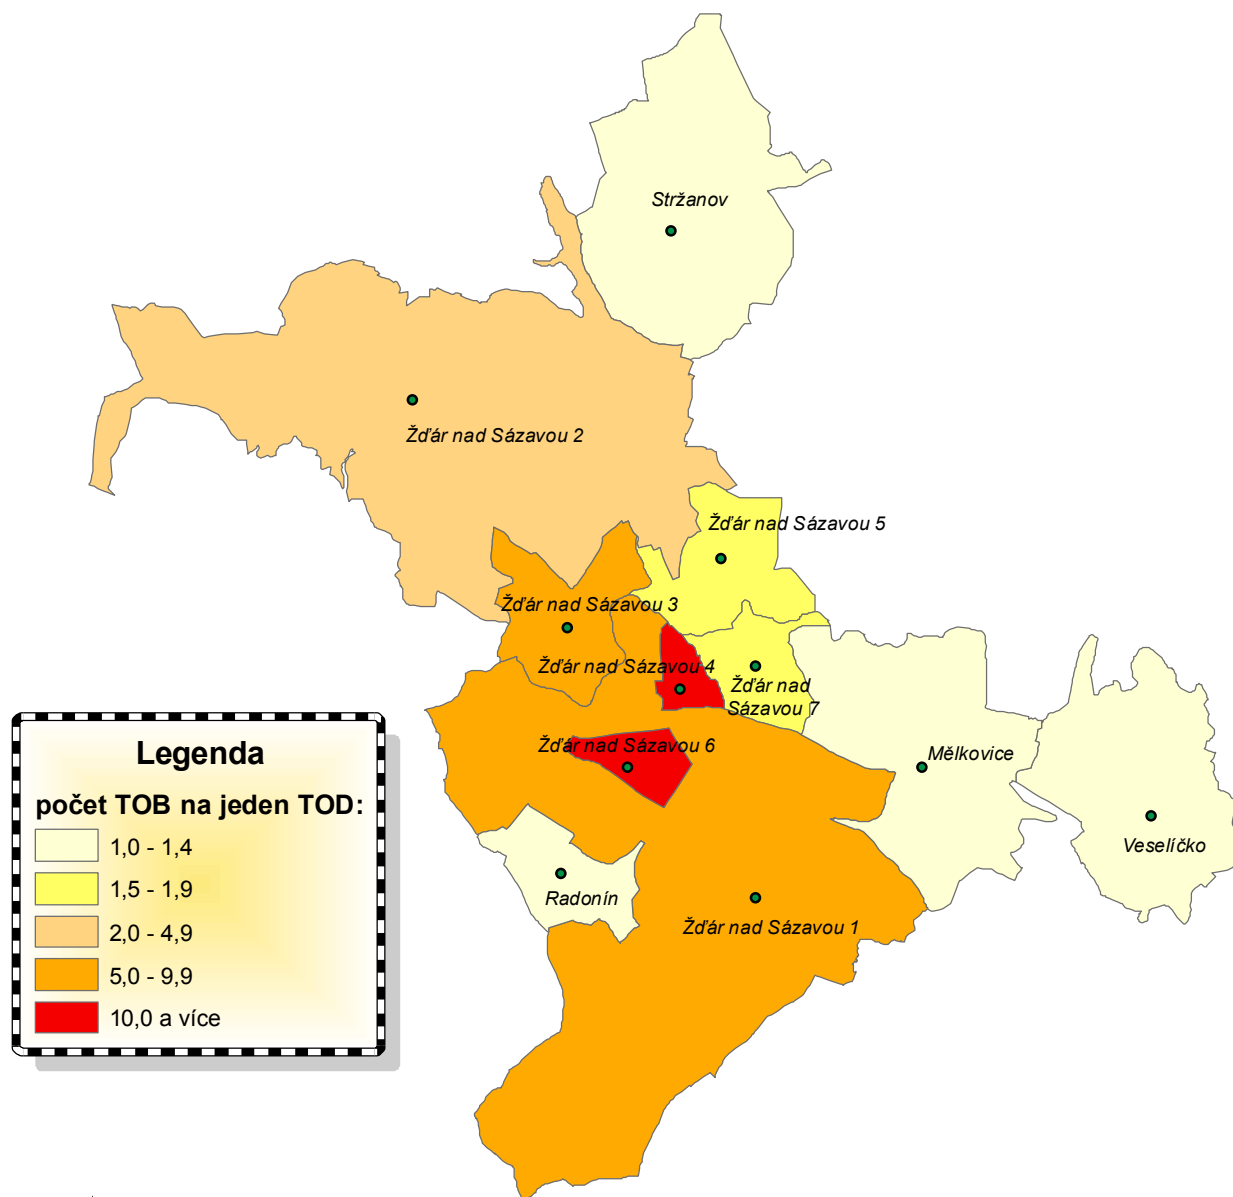 Stržanov
Žďár nad Sázavou 2
Žďár nad Sázavou 5
Žďár nad Sázavou 3
Žďár nad Sázavou 4
Žďár nad
Sázavou 7
Žďár nad Sázavou 6
Mělkovice
Veselíčko
Radonín
Žďár nad Sázavou 1
Legenda
počet TOB na jeden TOD:
1,0 - 1,4
1,5 - 1,9
2,0 - 4,9
5,0 - 9,9
10,0 a více